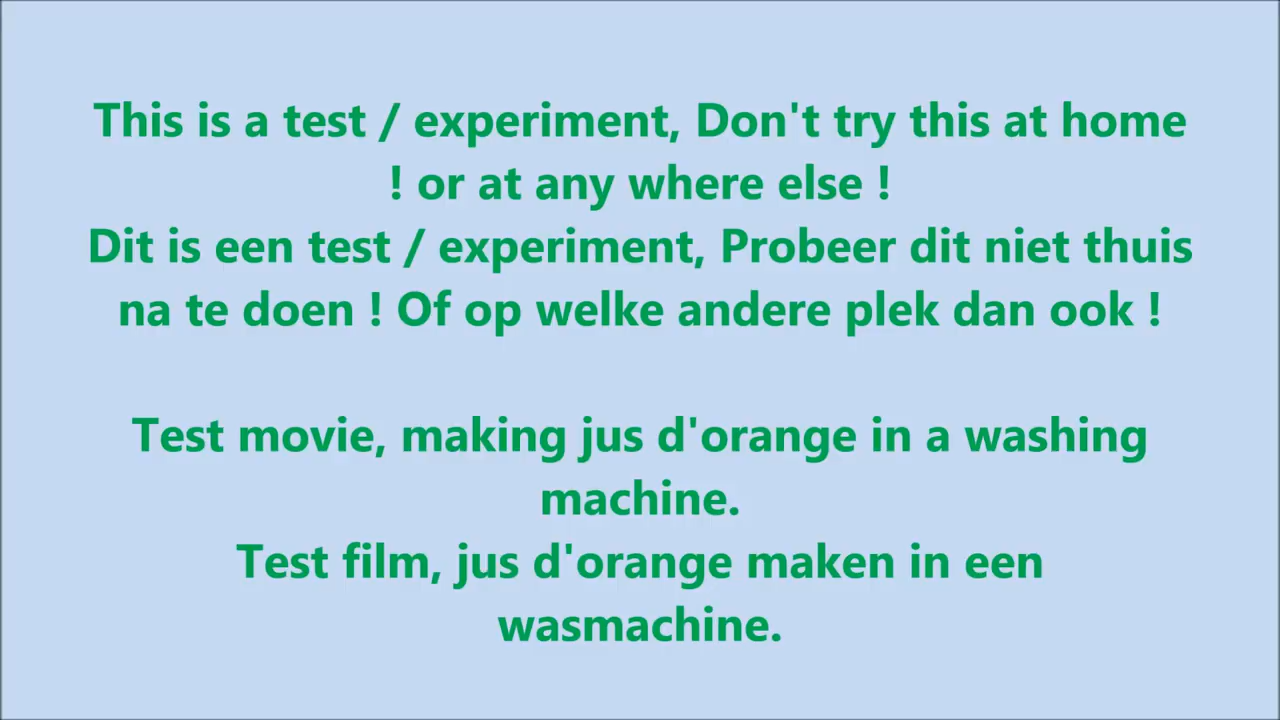 This is a test / experiment, Don't try this at home
! or at any where else !
Dit is een test / experiment, Probeer dit niet thuis
na te doen ! Of op welke andere plek dan ook !
Test movie, making jus d'orange in a washing
machine.
Test film, jus d'orange maken in een
wasmachine.